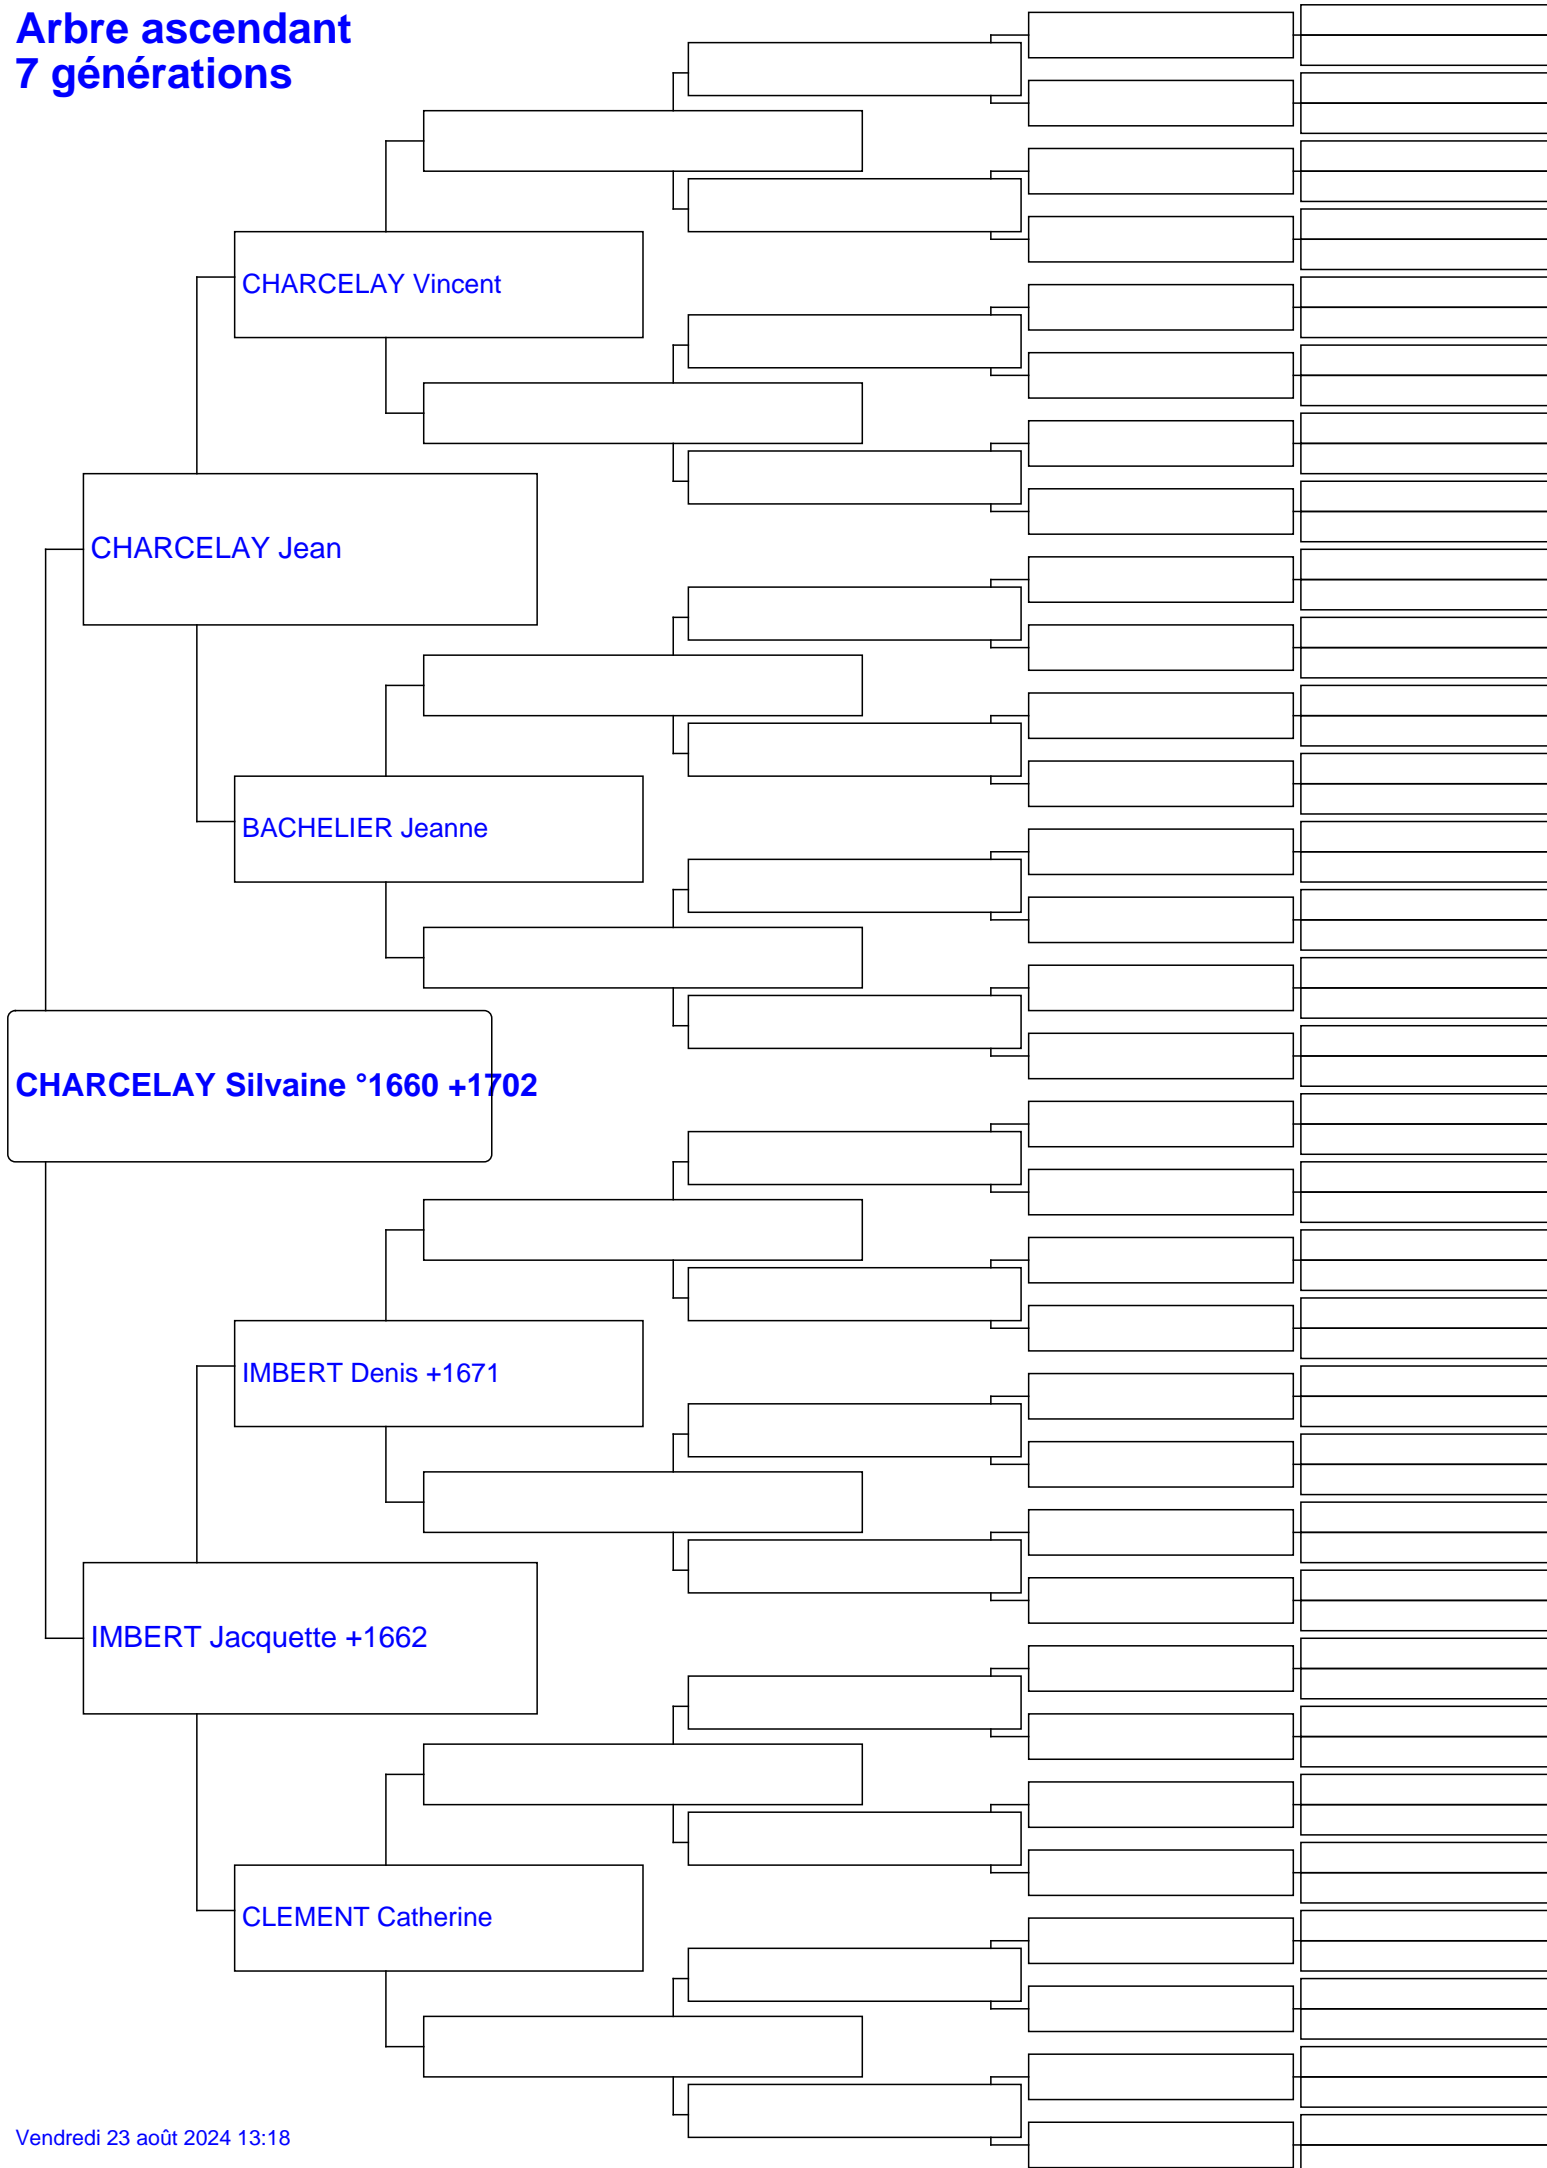 Arbre ascendant
7 générations
CHARCELAY Vincent
CHARCELAY Jean
BACHELIER Jeanne
CHARCELAY Silvaine °1660 +1702
IMBERT Denis +1671
IMBERT Jacquette +1662
CLEMENT Catherine
Vendredi 23 août 2024 13:18